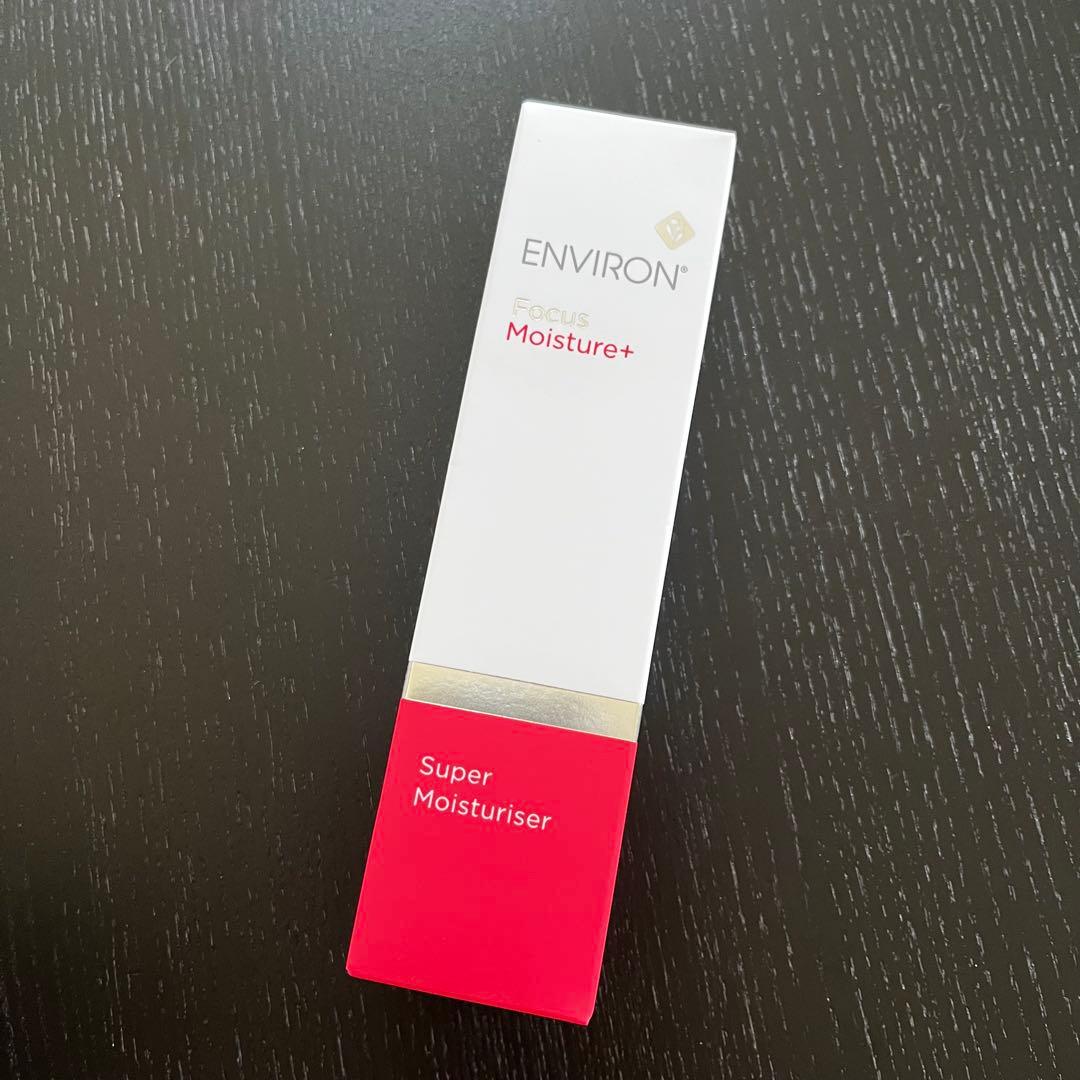 ENVIRON®
Focus
Moisture+
Super
Moisturiser